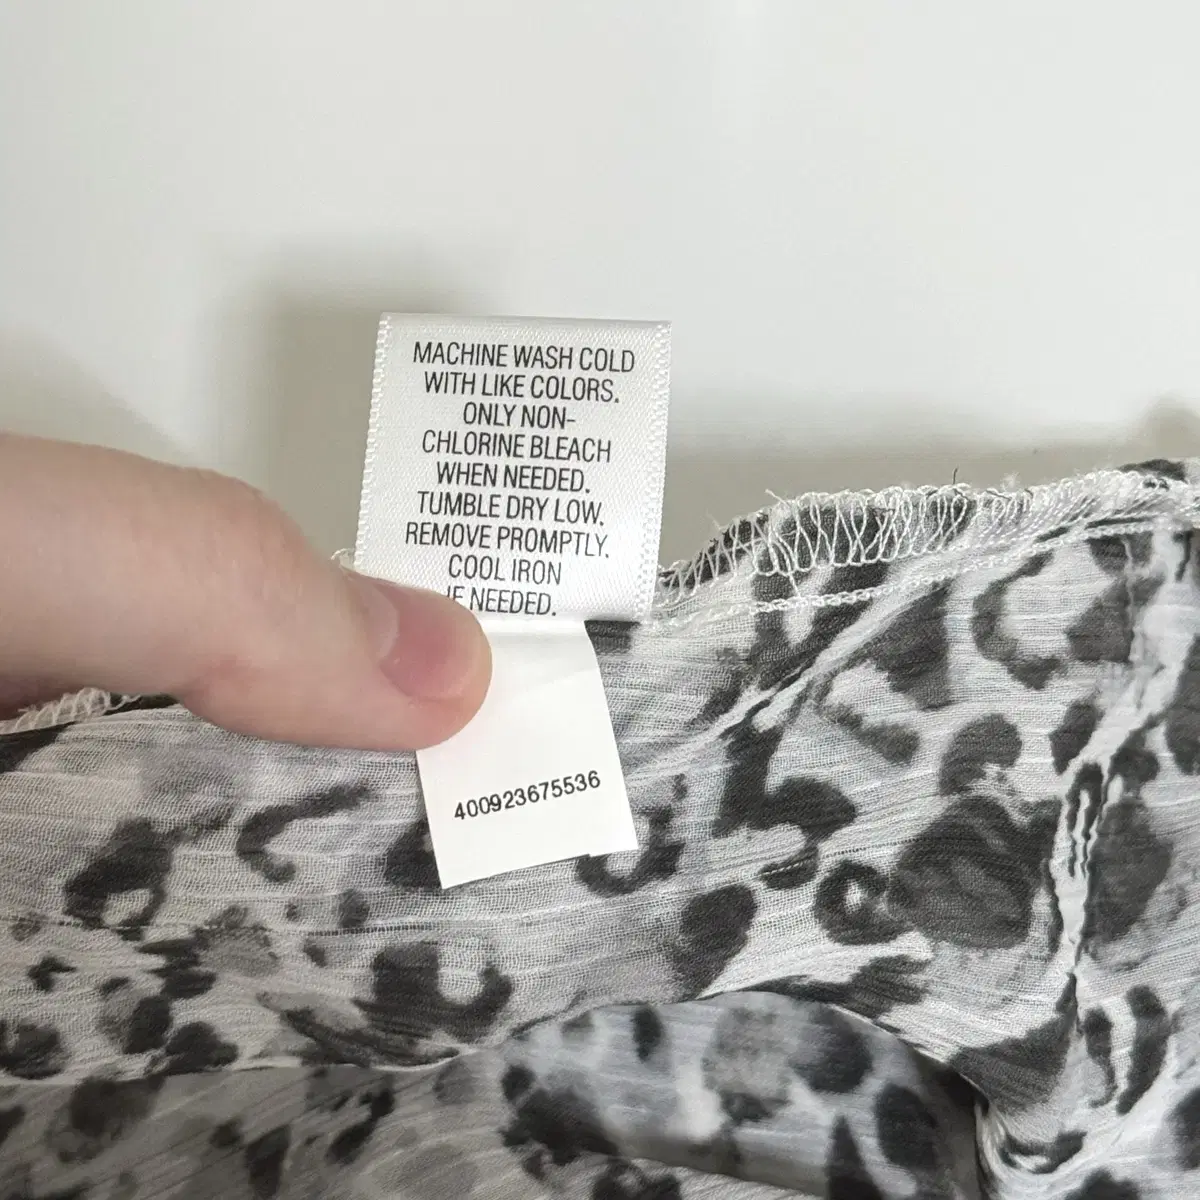 MACHINE WASH COLD
WITH LIKE COLORS.
ONLY NON-
CHLORINE BLEACH
WHEN NEEDED.
TUMBLE DRY LOW.
REMOVE PROMPTLY.
COOL IRON
IF NEEDED.
400923675536